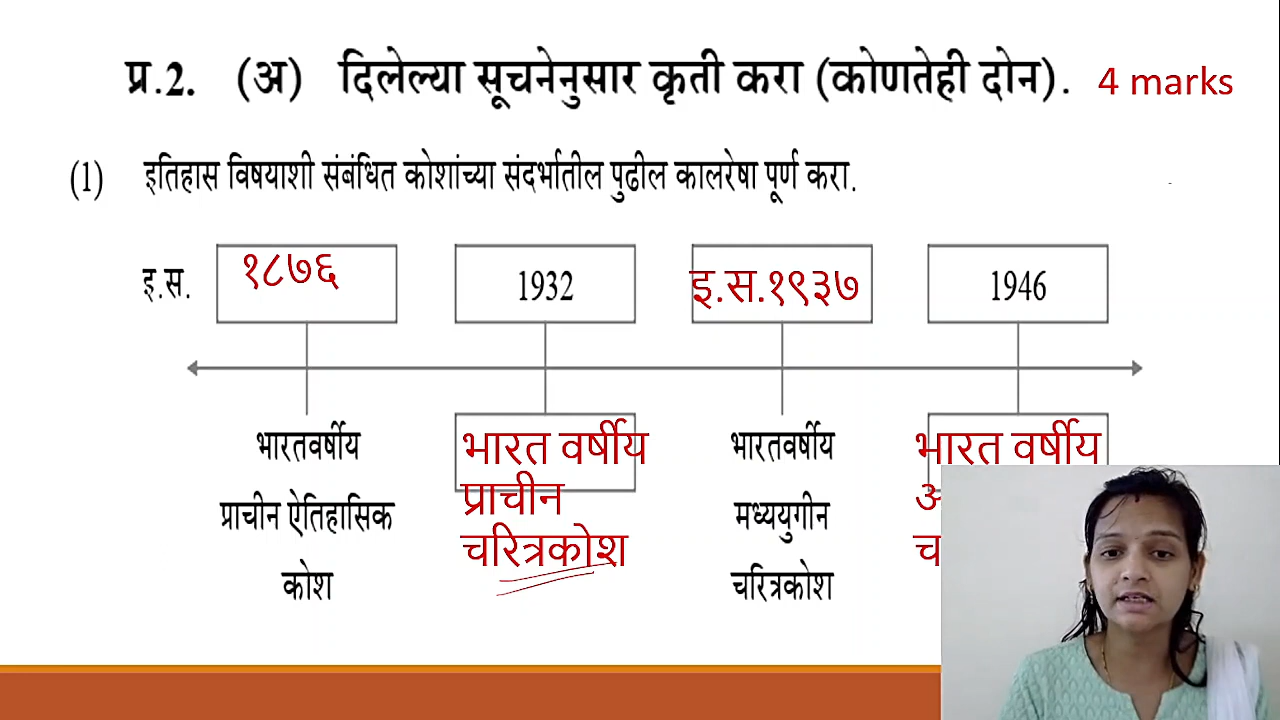 प्र.2. (अ) दिलेल्या सूचनेनुसार कृती करा (कोणतेही दोन). 4 marks
(1) इतिहास विषयाशी संबंधित कोशांच्या संदर्भातील पुढील कालरेषा पूर्ण करा.
इ.स. १८७६ 1932 इ.स.१९३७ 1946
भारतवर्षीय भारत वर्षीय भारतवर्षीय भारत वर्षीय
प्राचीन ऐतिहासिक प्राचीन मध्ययुगीन
कोश चरित्रकोश चरित्रकोश